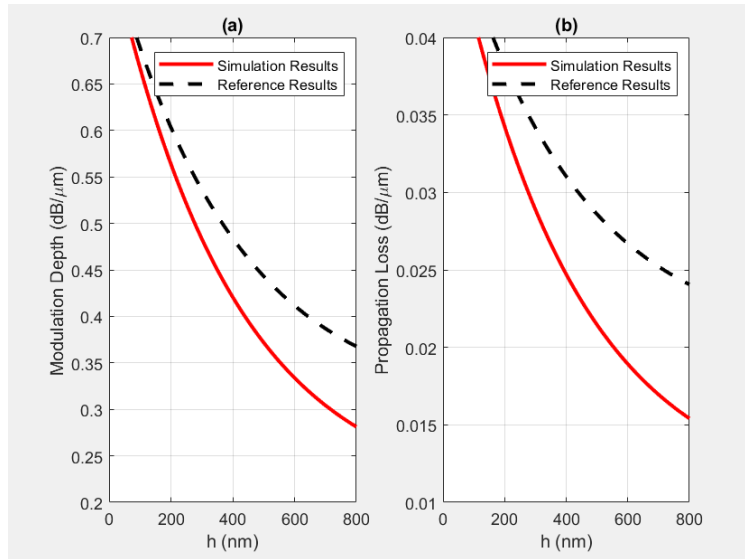 (a)
Simulation Results
Reference Results
Modulation Depth (dB/μm)
0.7
0.65
0.6
0.55
0.5
0.45
0.4
0.35
0.3
0.25
0.2
0 200 400 600 800
h (nm)
(b)
Simulation Results
Reference Results
Propagation Loss (dB/μm)
0.04
0.035
0.03
0.025
0.02
0.015
0.01
0 200 400 600 800
h (nm)